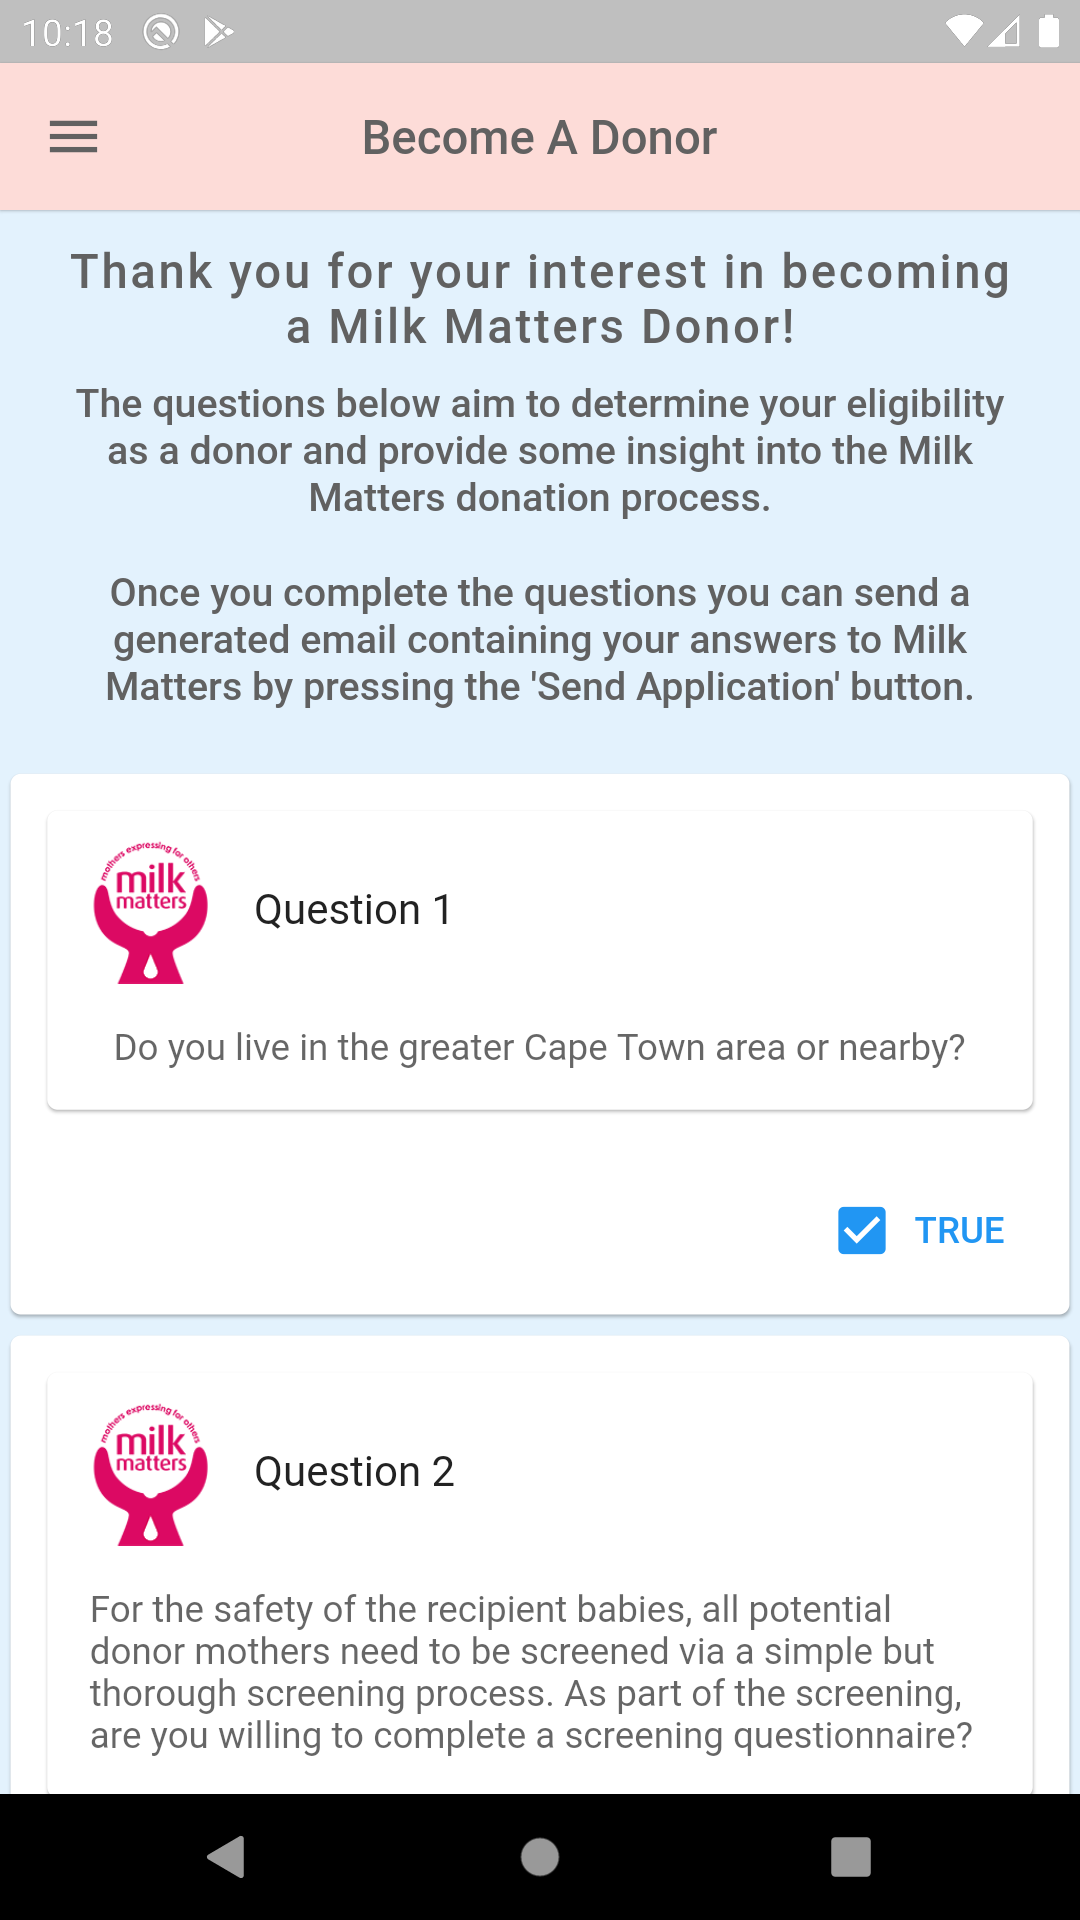 10:18
Become A Donor
Thank you for your interest in becoming
a Milk Matters Donor!
The questions below aim to determine your eligibility
as a donor and provide some insight into the Milk
Matters donation process.
Once you complete the questions you can send a
generated email containing your answers to Milk
Matters by pressing the 'Send Application' button.
mothers expressing for others
milk
matters
Question 1
Do you live in the greater Cape Town area or nearby?
TRUE
mothers expressing for others
milk
matters
Question 2
For the safety of the recipient babies, all potential
donor mothers need to be screened via a simple but
thorough screening process. As part of the screening,
are you willing to complete a screening questionnaire?